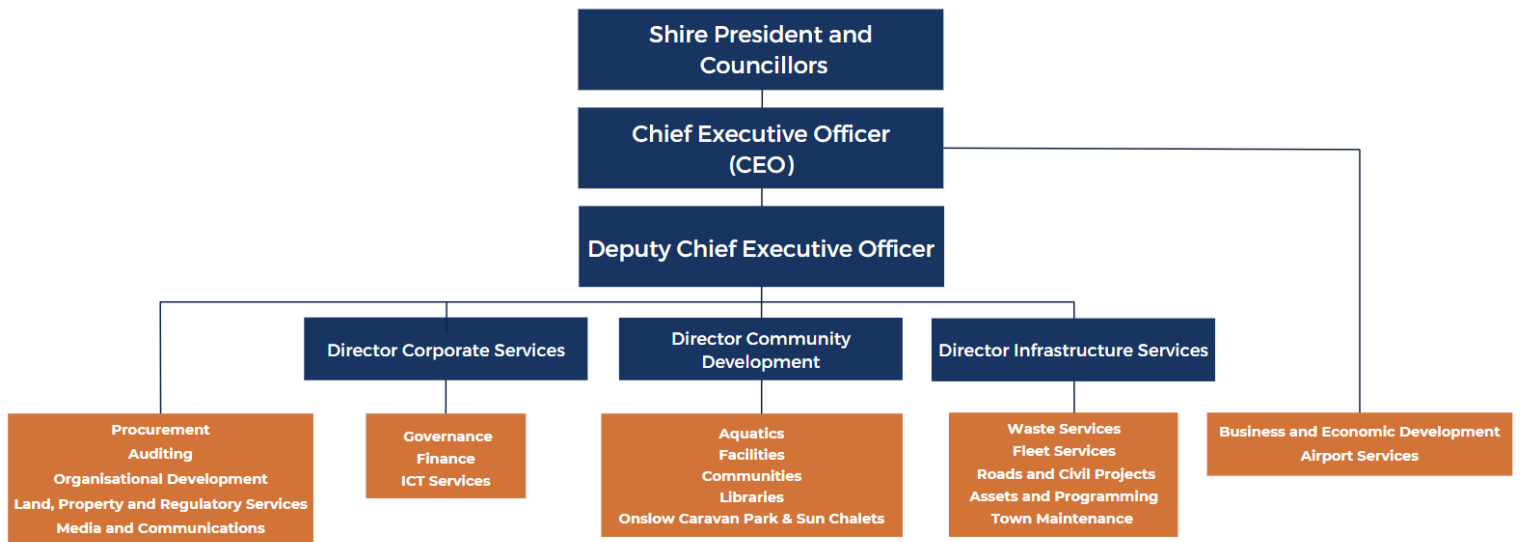 Shire President and
Councillors
Chief Executive Officer
(CEO)
Deputy Chief Executive Officer
Director Corporate Services
Director Community
Development
Director Infrastructure Services
Procurement
Auditing
Organisational Development
Land, Property and Regulatory Services
Media and Communications
Governance
Finance
ICT Services
Aquatics
Facilities
Communities
Libraries
Onslow Caravan Park & Sun Chalets
Waste Services
Fleet Services
Roads and Civil Projects
Assets and Programming
Town Maintenance
Business and Economic Development
Airport Services